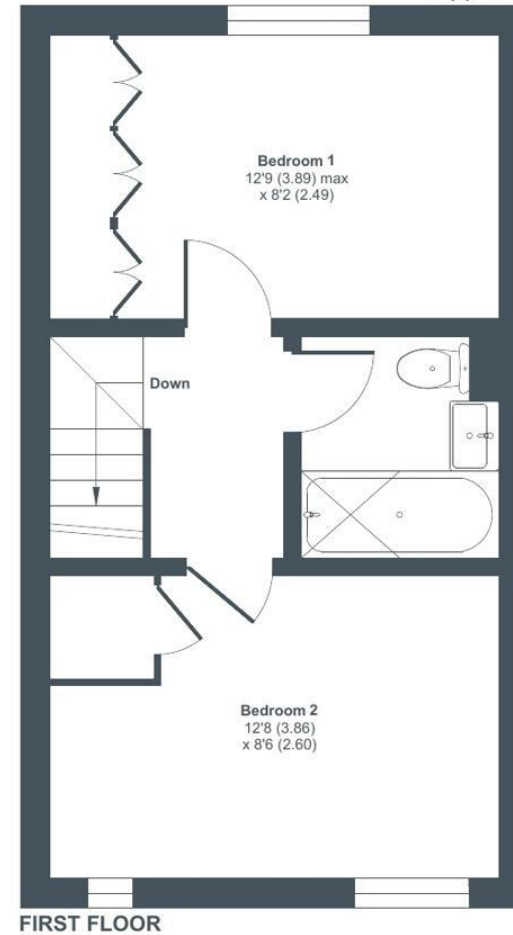 Bedroom 1
12'9 (3.89) max
x 8'2 (2.49)
Down
Bedroom 2
12'8 (3.86)
x 8'6 (2.60)
FIRST FLOOR